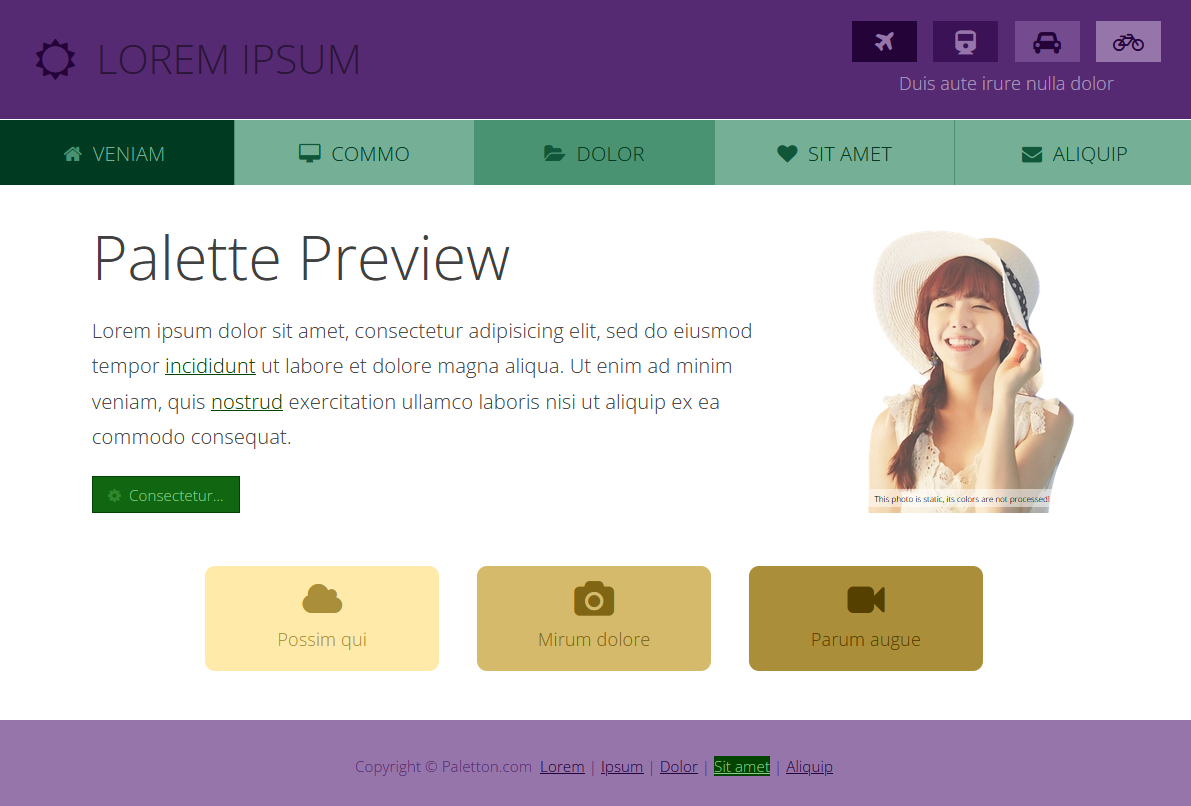 LOREM IPSUM
Duis aute irure nulla dolor
VENIAM
COMMO
DOLOR
SIT AMET
ALIQUIP
Palette Preview
Lorem ipsum dolor sit amet, consectetur adipisicing elit, sed do eiusmod
tempor incididunt ut labore et dolore magna aliqua. Ut enim ad minim
veniam, quis nostrud exercitation ullamco laboris nisi ut aliquip ex ea
commodo consequat.
Consectetur...
This photo is static, its colors are not processed!
Possim qui
Mirum dolore
Parum augue
Copyright © Paletton.com Lorem | Ipsum | Dolor | Sit amet | Aliquip